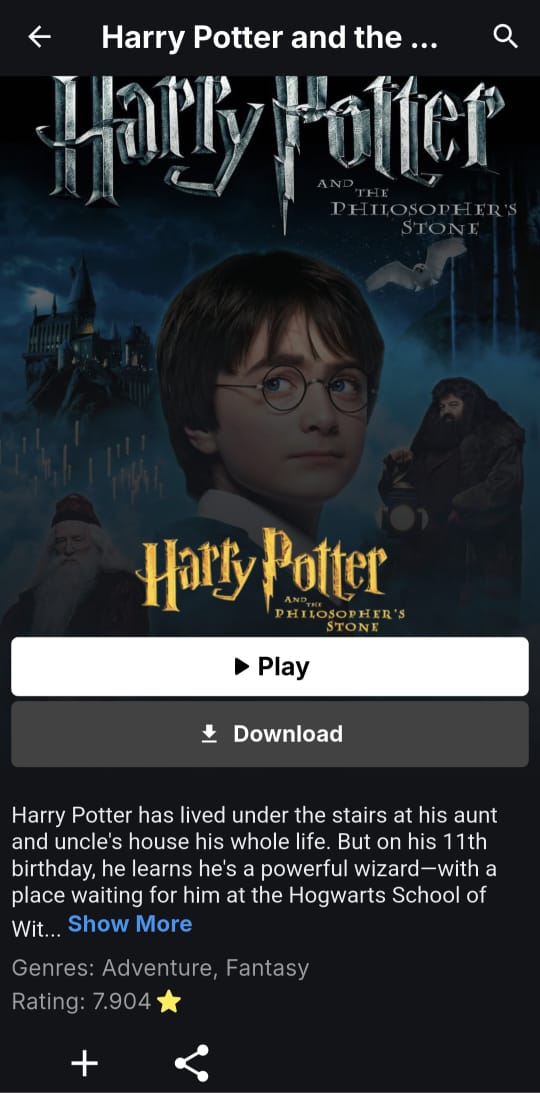 Harry Potter and the ...
Harry Potter
AND
THE
PHILOSOPHER'S
STONE
Harry Potter
AND
THE
PHILOSOPHER'S
STONE
Play
Download
Harry Potter has lived under the stairs at his aunt
and uncle's house his whole life. But on his 11th
birthday, he learns he's a powerful wizard—with a
place waiting for him at the Hogwarts School of
Wit... Show More
Genres: Adventure, Fantasy
Rating: 7.904 ⭐